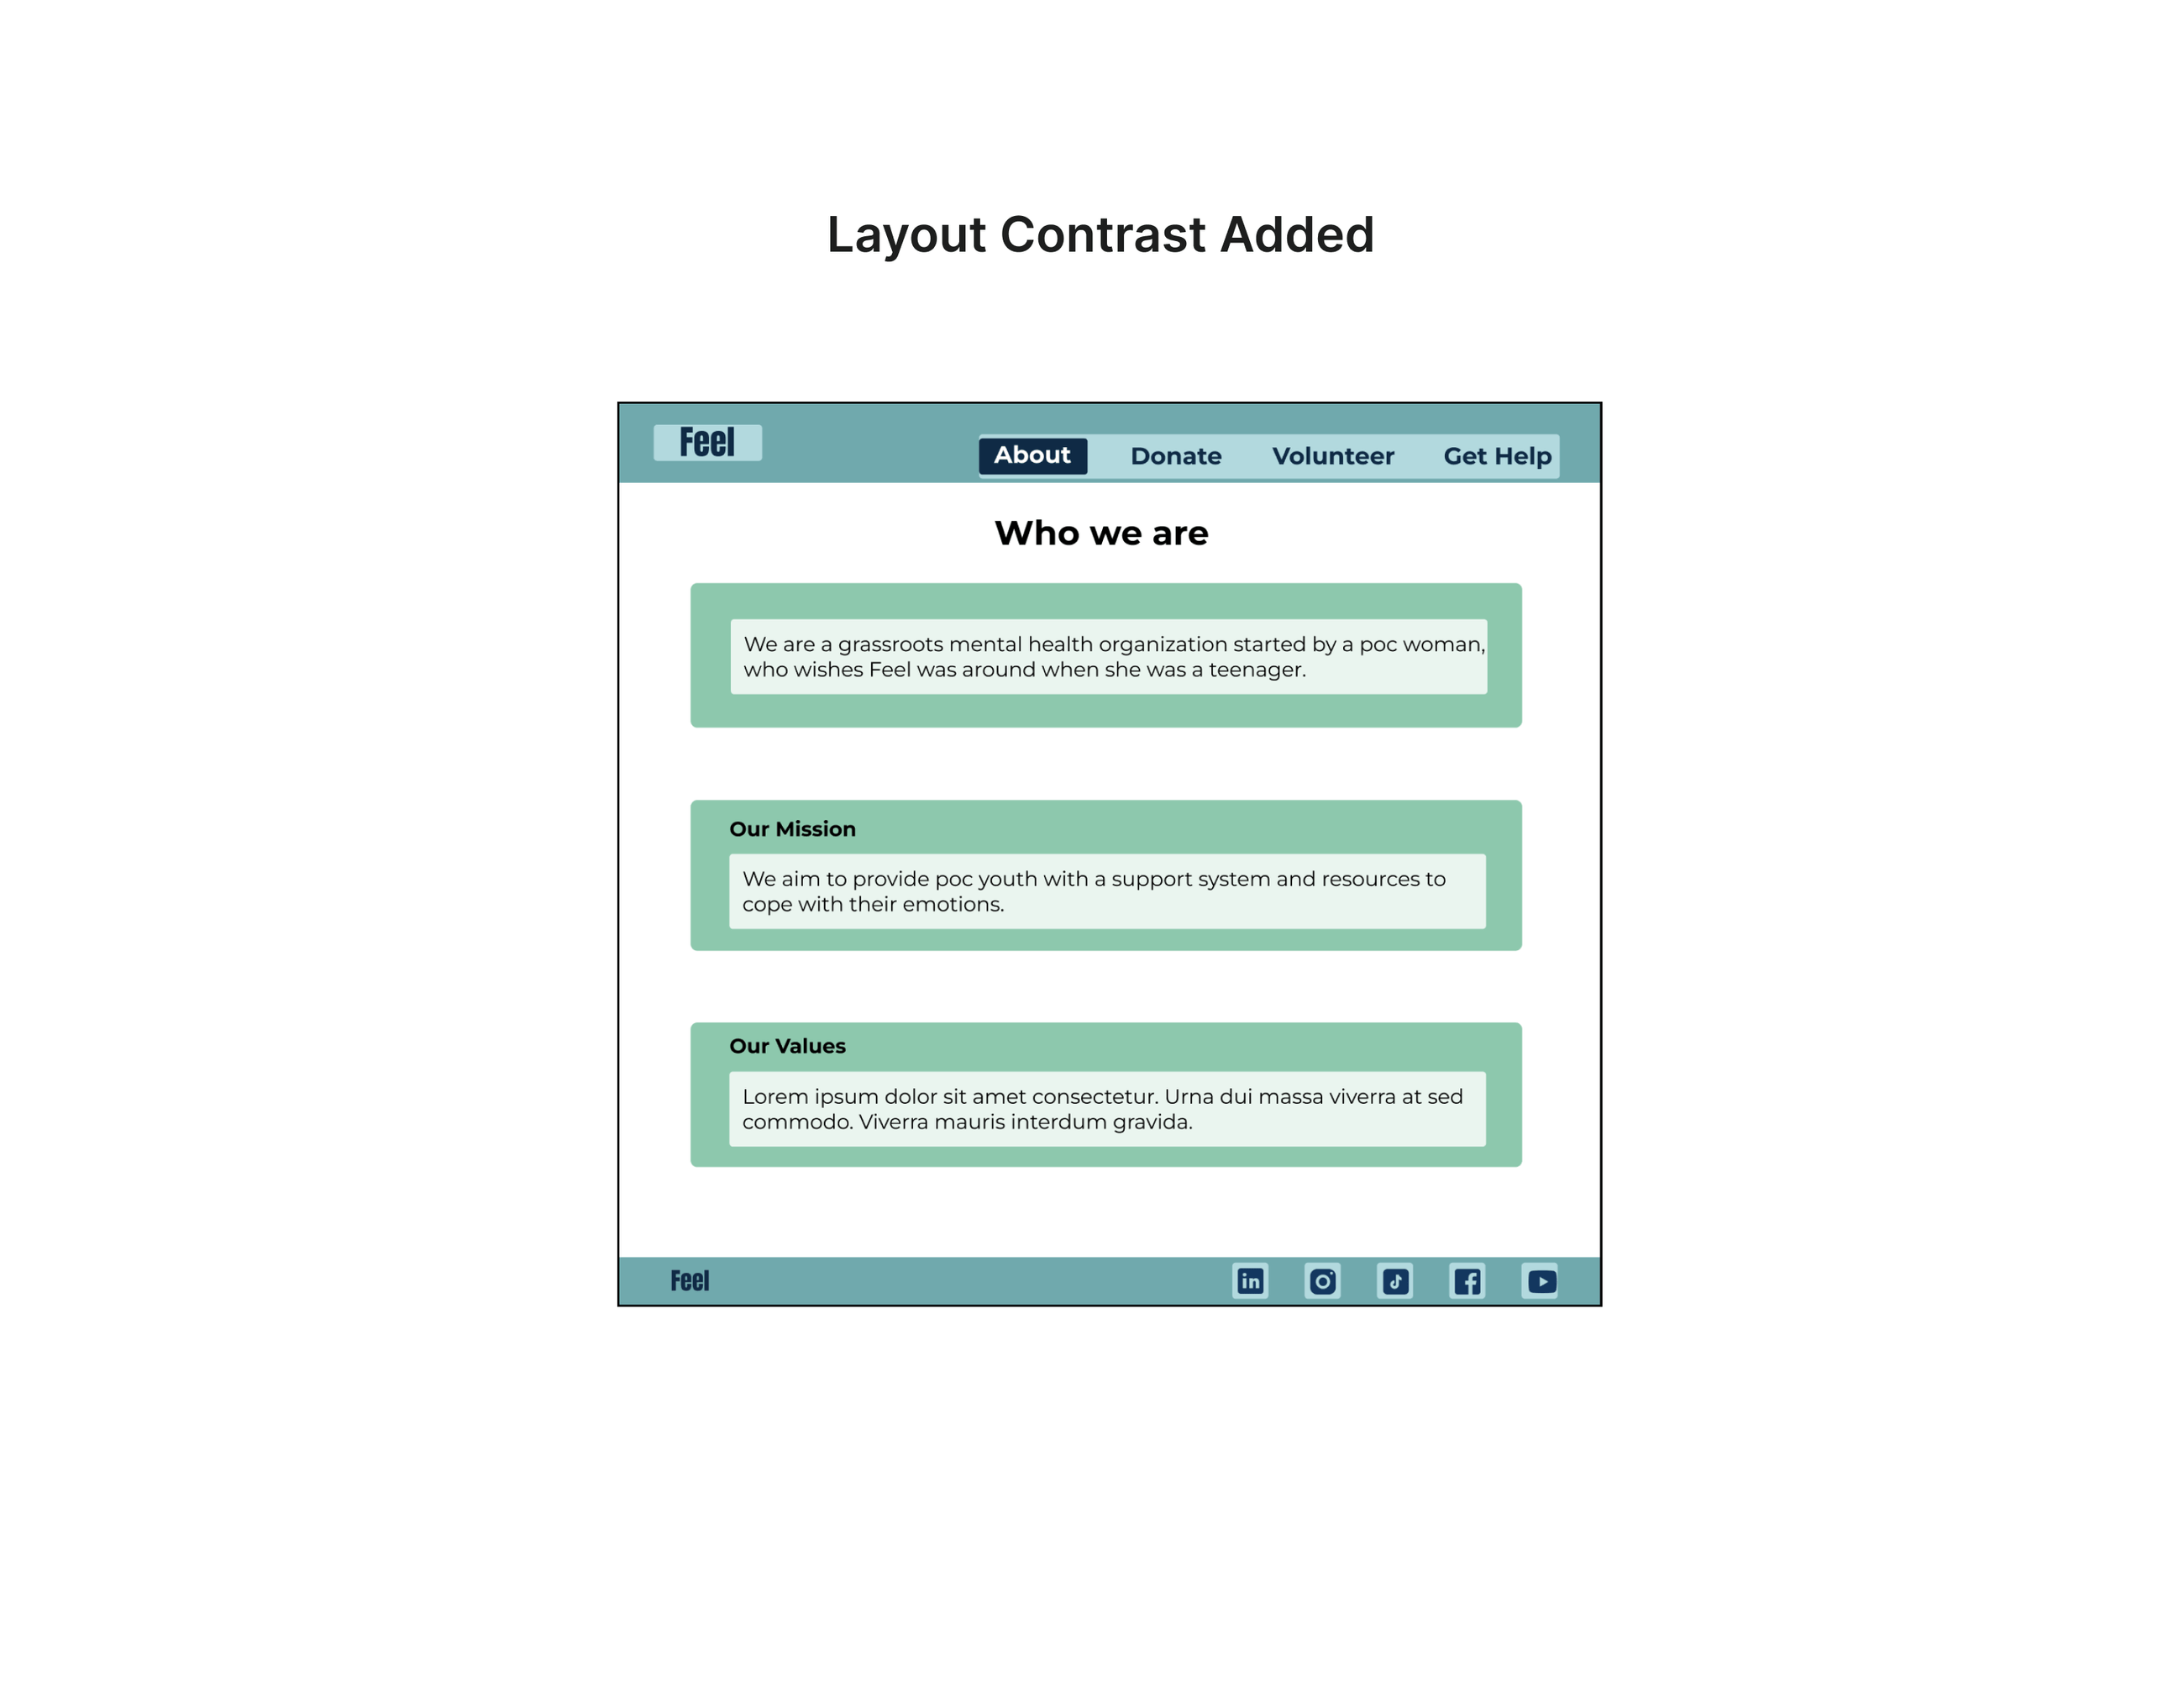 Layout Contrast Added
Feel
About Donate Volunteer Get Help
Who we are
We are a grassroots mental health organization started by a poc woman,
who wishes Feel was around when she was a teenager.
Our Mission
We aim to provide poc youth with a support system and resources to
cope with their emotions.
Our Values
Lorem ipsum dolor sit amet consectetur. Urna dui massa viverra at sed
commodo. Viverra mauris interdum gravida.
Feel
in